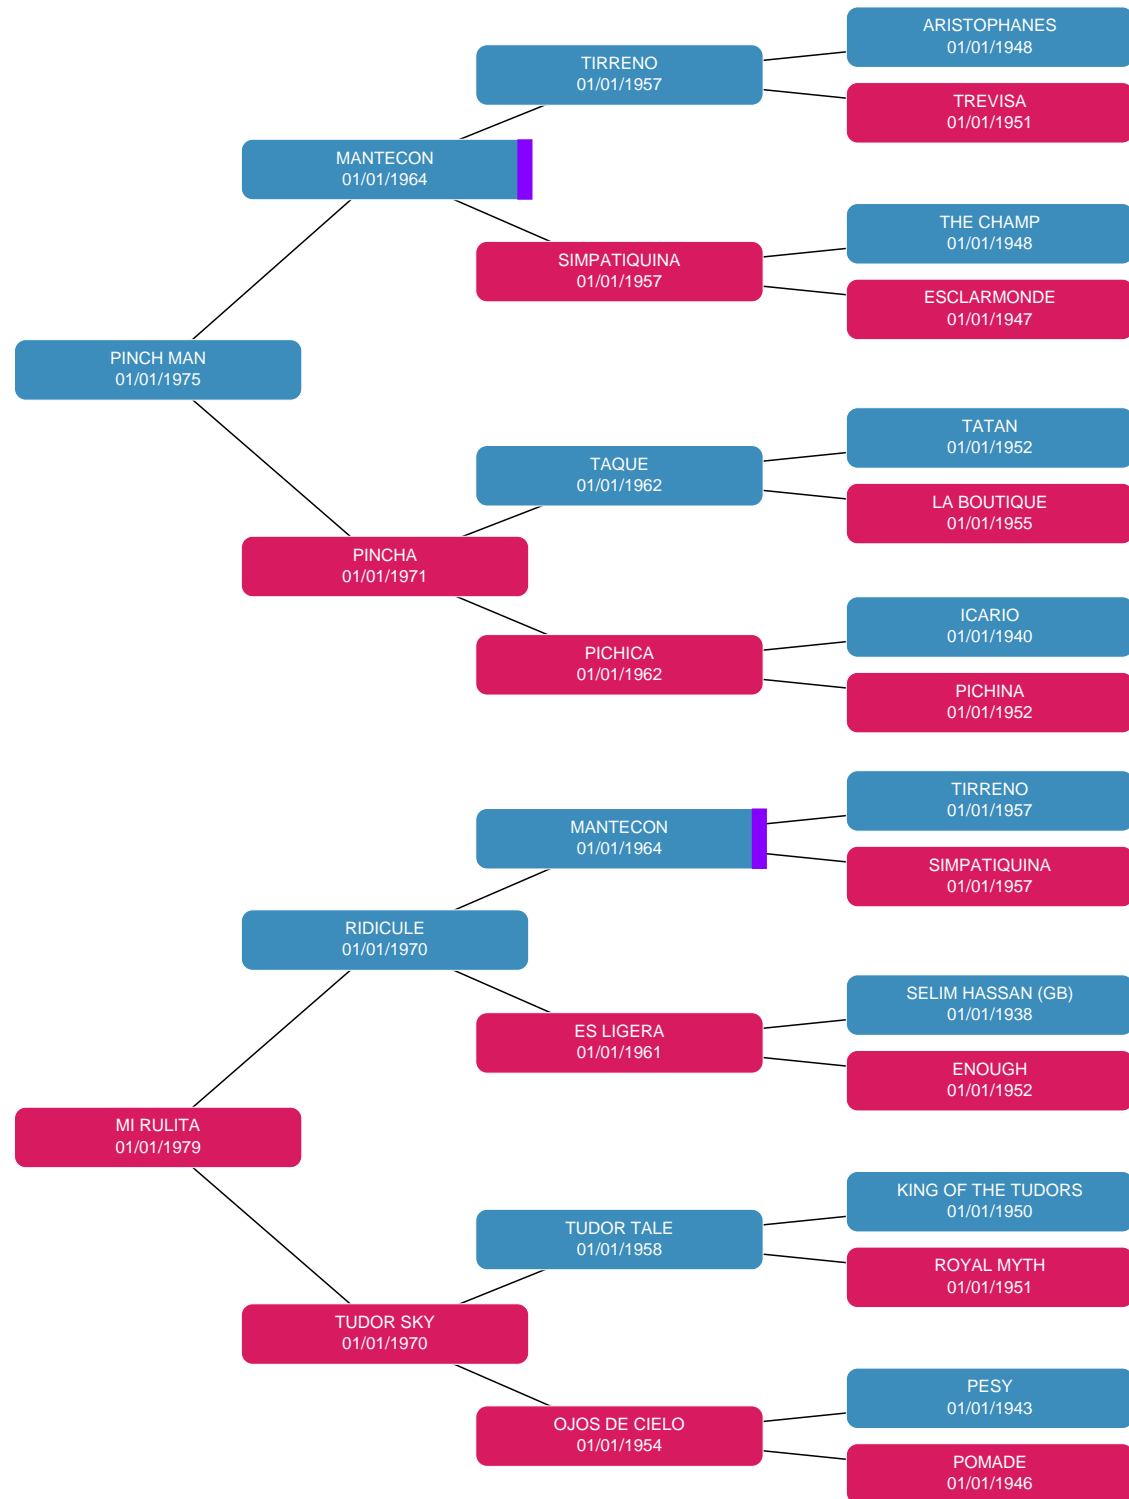 ARISTOPHANES
01/01/1948
TIRRENO
01/01/1957
TREVISA
01/01/1951
MANTECON
01/01/1964
THE CHAMP
01/01/1948
SIMPATIQUINA
01/01/1957
ESCLARMONDE
01/01/1947
PINCH MAN
01/01/1975
TATAN
01/01/1952
TAQUE
01/01/1962
LA BOUTIQUE
01/01/1955
PINCHA
01/01/1971
ICARIO
01/01/1940
PICHICA
01/01/1962
PICHINA
01/01/1952
TIRRENO
01/01/1957
MANTECON
01/01/1964
SIMPATIQUINA
01/01/1957
RIDICULE
01/01/1970
SELIM HASSAN (GB)
01/01/1938
ES LIGERA
01/01/1961
ENOUGH
01/01/1952
MI RULITA
01/01/1979
KING OF THE TUDORS
01/01/1950
TUDOR TALE
01/01/1958
ROYAL MYTH
01/01/1951
TUDOR SKY
01/01/1970
PESY
01/01/1943
OJOS DE CIELO
01/01/1954
POMADE
01/01/1946